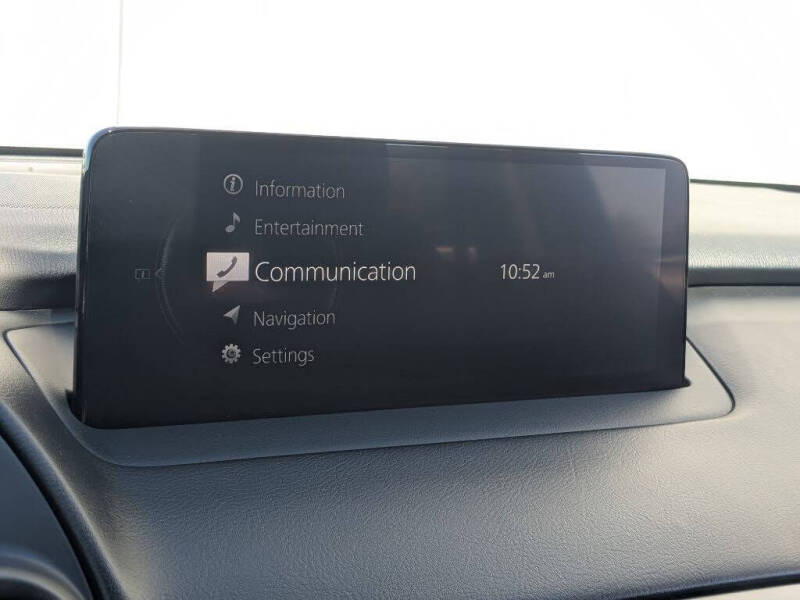 Information
Entertainment
Communication
10:52 am
Navigation
Settings